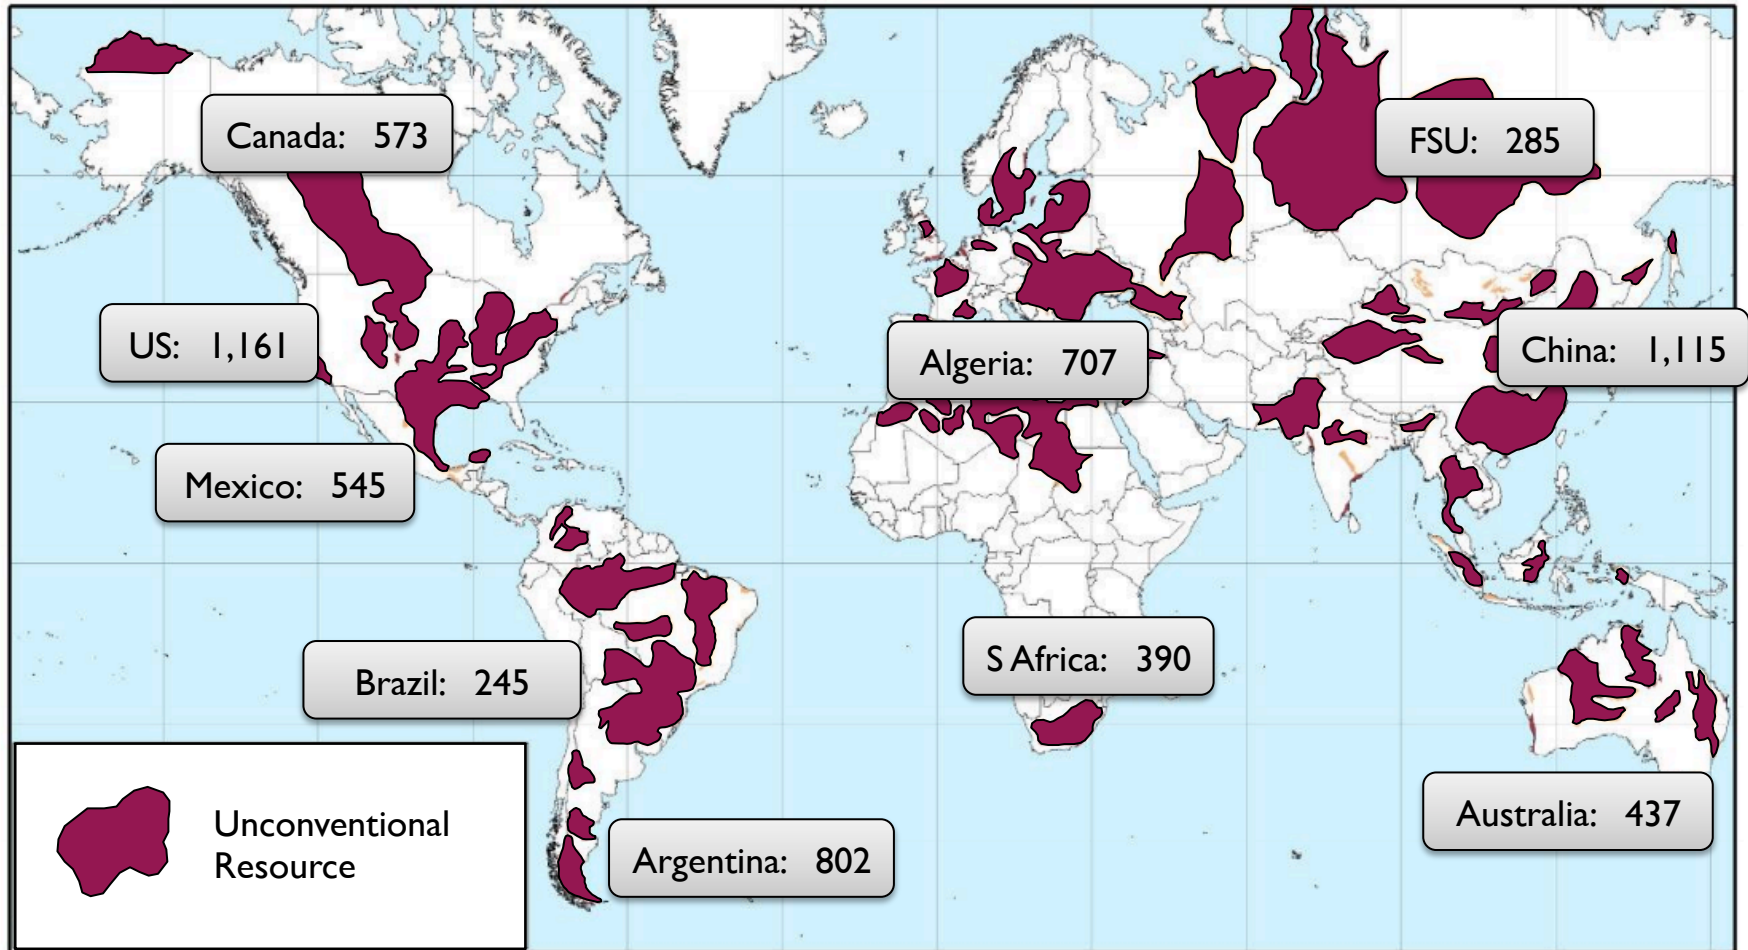 Canada: 573
FSU: 285
US: 1,161
Algeria: 707
China: 1,115
Mexico: 545
Brazil: 245
S Africa: 390
Argentina: 802
Australia: 437
Unconventional
Resource